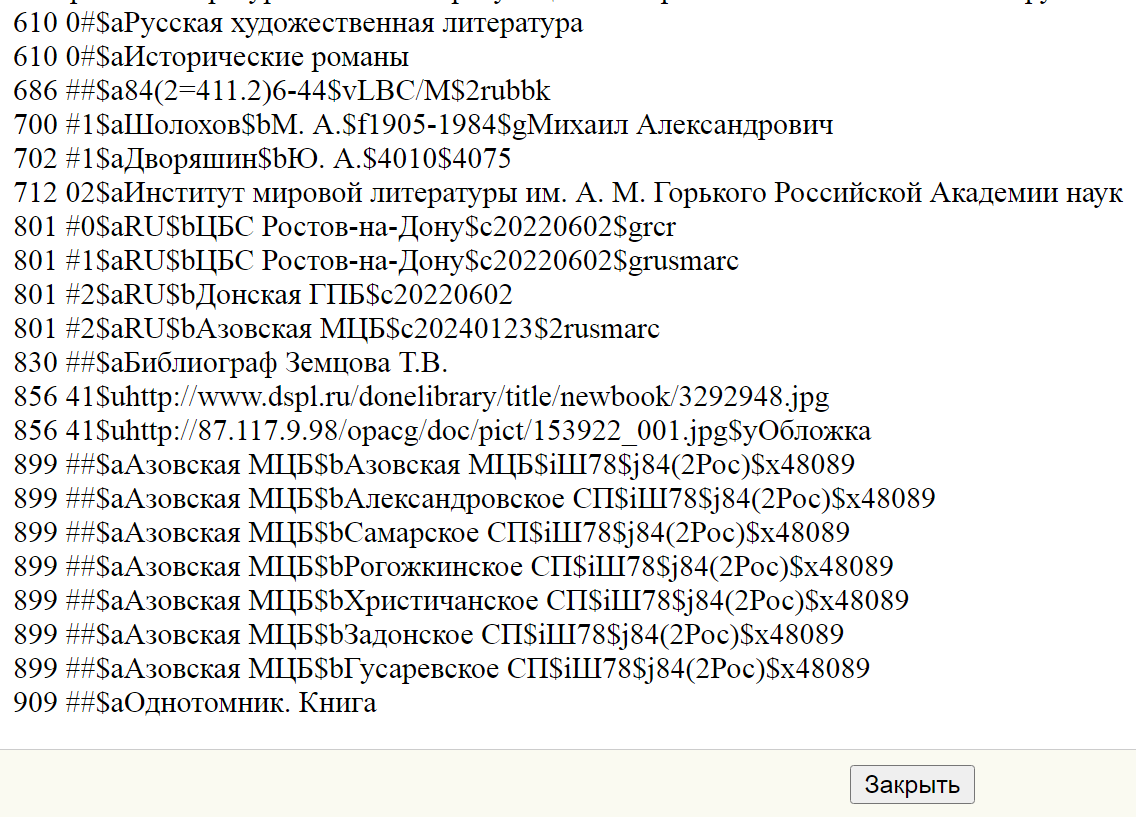 610 0#$aРусская художественная литература
610 0#$aИсторические романы
686 ##$a84(2=411.2)6-44$vLBC/M$2rubbk
700 #1$aШолохов$bМ. А.$f1905-1984$gМихаил Александрович
702 #1$aДворяшин$bЮ. А.$4010$4075
712 02$aИнститут мировой литературы им. А. М. Горького Российской Академии наук
801 #0$aRU$bЦБС Ростов-на-Дону$c20220602$grcr
801 #1$aRU$bЦБС Ростов-на-Дону$c20220602$grusmarc
801 #2$aRU$bДонская ГПБ$c20220602
801 #2$aRU$bАзовская МЦБ$c20240123$2rusmarc
830 ##$aБиблиограф Земцова Т.В.
856 41$uhttp://www.dspl.ru/donelibrary/title/newbook/3292948.jpg
856 41$uhttp://87.117.9.98/opacg/doc/pict/153922_001.jpg$yОбложка
899 ##$aАзовская МЦБ$bАзовская МЦБ$iШ78$j84(2Рос)$x48089
899 ##$aАзовская МЦБ$bАлександровское СП$iШ78$j84(2Рос)$x48089
899 ##$aАзовская МЦБ$bСамарское СП$iШ78$j84(2Рос)$x48089
899 ##$aАзовская МЦБ$bРогожкинское СП$iШ78$j84(2Рос)$x48089
899 ##$aАзовская МЦБ$bХристичанское СП$iШ78$j84(2Рос)$x48089
899 ##$aАзовская МЦБ$bЗадонское СП$iШ78$j84(2Рос)$x48089
899 ##$aАзовская МЦБ$bГусаревское СП$iШ78$j84(2Рос)$x48089
909 ##$aОднотомник. Книга
Закрыть